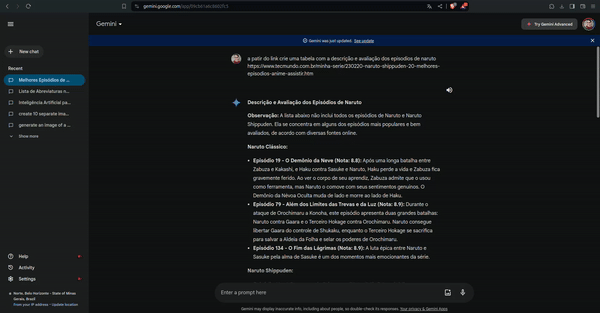 gemini.google.com/app/
Gemini
Try Gemini Advanced
Gemini was just updated. See update
New chat
Recent
Melhores Episódios de ...
Lista de Abreviaturas n...
Inteligência Artificial pa...
create 10 separate ima...
generate an image of a ...
Show more
a patir do link crie uma tabela com a descrição e avaliação dos episodios de naruto
https://www.tecmundo.com.br/minha-serie/230220-naruto-shippuden-20-melhores-
episodios-anime-assistir.htm
Descrição e Avaliação dos Episódios de Naruto
Observação: A lista abaixo não inclui todos os episódios de Naruto e Naruto
Shippuden. Ela se concentra em alguns dos episódios mais populares e bem
avaliados, de acordo com diversas fontes online.
Naruto Clássico:
• Episódio 19 - O Demônio da Neve (Nota: 8.8): Após uma longa batalha entre
Zabuza e Kakashi, e Haku contra Sasuke e Naruto, Haku perde a vida e Zabuza fica
gravemente ferido. Ao ver o corpo de seu aprendiz, Zabuza admite que o usou
como ferramenta, mas Naruto o comove com seus sentimentos genuínos. O
Demônio da Névoa Oculta muda de lado e morre ao lado de Haku.
• Episódio 79 - Além dos Limites das Trevas e da Luz (Nota: 8.9): Durante o
ataque de Orochimaru a Konoha, este episódio apresenta duas grandes batalhas:
Naruto contra Gaara e o Terceiro Hokage contra Orochimaru. Naruto consegue
libertar Gaara do controle de Shukaku, enquanto o Terceiro Hokage se sacrifica
para salvar a Aldeia da Folha e selar os poderes de Orochimaru.
• Episódio 134 - O Fim das Lágrimas (Nota: 8.9): A luta épica entre Naruto e
Sasuke pela alma de Sasuke é um dos momentos mais emocionantes da série.
Naruto Shippuden:
Help
Activity
Settings
Norte, Belo Horizonte - State of Minas
Gerais, Brazil
From your IP address - Update location
Enter a prompt here
Gemini may display inaccurate info, including about people, so double-check its responses. Your privacy & Gemini Apps